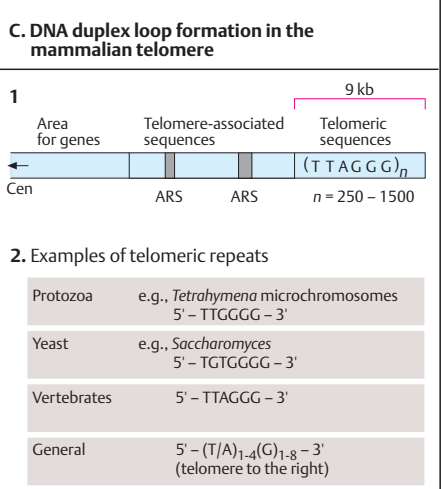 C. DNA duplex loop formation in the
mammalian telomere
1
9 kb
Area
for genes
Telomere-associated
sequences
Telomeric
sequences
(T T A G G G)n
Cen
ARS
ARS
n = 250 – 1500
2. Examples of telomeric repeats
Protozoa e.g., Tetrahymena microchromosomes
5' – TTGGGG – 3'
Yeast e.g., Saccharomyces
5' – TGTGGGG – 3'
Vertebrates 5' – TTAGGG – 3'
General 5' – (T/A)1-4(G)1-8 – 3'
(telomere to the right)